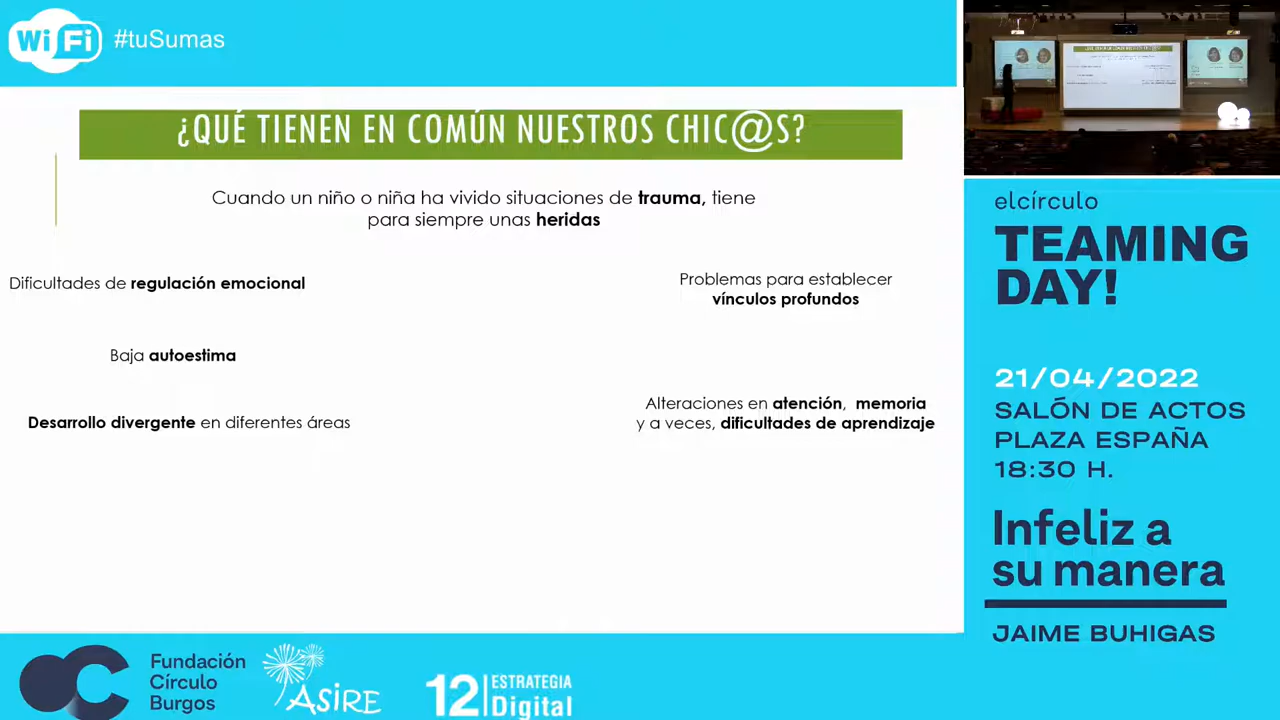 Wi Fi #tuSumas
¿QUÉ TIENEN EN COMÚN NUESTROS CHIC@S?
Cuando un niño o niña ha vivido situaciones de trauma, tiene
para siempre unas heridas
Dificultades de regulación emocional
Problemas para establecer
vínculos profundos
Baja autoestima
Desarrollo divergente en diferentes áreas
Alteraciones en atención, memoria
y a veces, dificultades de aprendizaje
elcírculo
TEAMING
DAY!
21/04/2022
SALÓN DE ACTOS
PLAZA ESPAÑA
18:30 H.
Infeliz a
su manera
JAIME BUHIGAS
Fundación
Círculo
Burgos
ASiRE
12 ESTRATEGIA
Digital